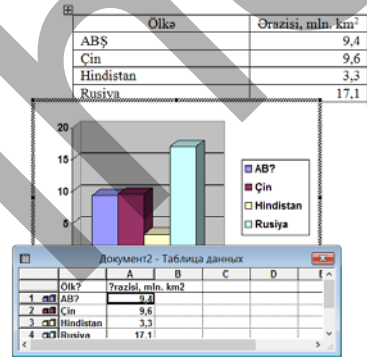 Ölkə Ərazisi, mln. km²
ABŞ 9,4
Çin 9,6
Hindistan 3,3
Rusiya 17,1
20
15
10
5
AB?
Çin
Hindistan
Rusiya
Документ2 - Таблица данных
A B C D
Ölk? ?razisi, mln. km2
1 AB? 9,4
2 Çin 9,6
3 Hindistan 3,3
4 Rusiya 17,1